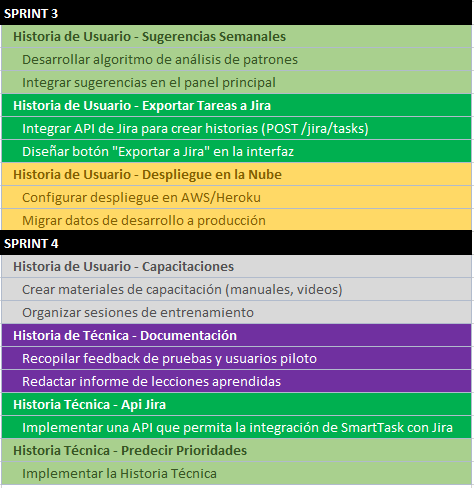 SPRINT 3
Historia de Usuario - Sugerencias Semanales
Desarrollar algoritmo de análisis de patrones
Integrar sugerencias en el panel principal
Historia de Usuario - Exportar Tareas a Jira
Integrar API de Jira para crear historias (POST /jira/tasks)
Diseñar botón "Exportar a Jira" en la interfaz
Historia de Usuario - Despliegue en la Nube
Configurar despliegue en AWS/Heroku
Migrar datos de desarrollo a producción
SPRINT 4
Historia de Usuario - Capacitaciones
Crear materiales de capacitación (manuales, videos)
Organizar sesiones de entrenamiento
Historia de Técnica - Documentación
Recopilar feedback de pruebas y usuarios piloto
Redactar informe de lecciones aprendidas
Historia Técnica - Api Jira
Implementar una API que permita la integración de SmartTask con Jira
Historia Técnica - Predecir Prioridades
Implementar la Historia Técnica